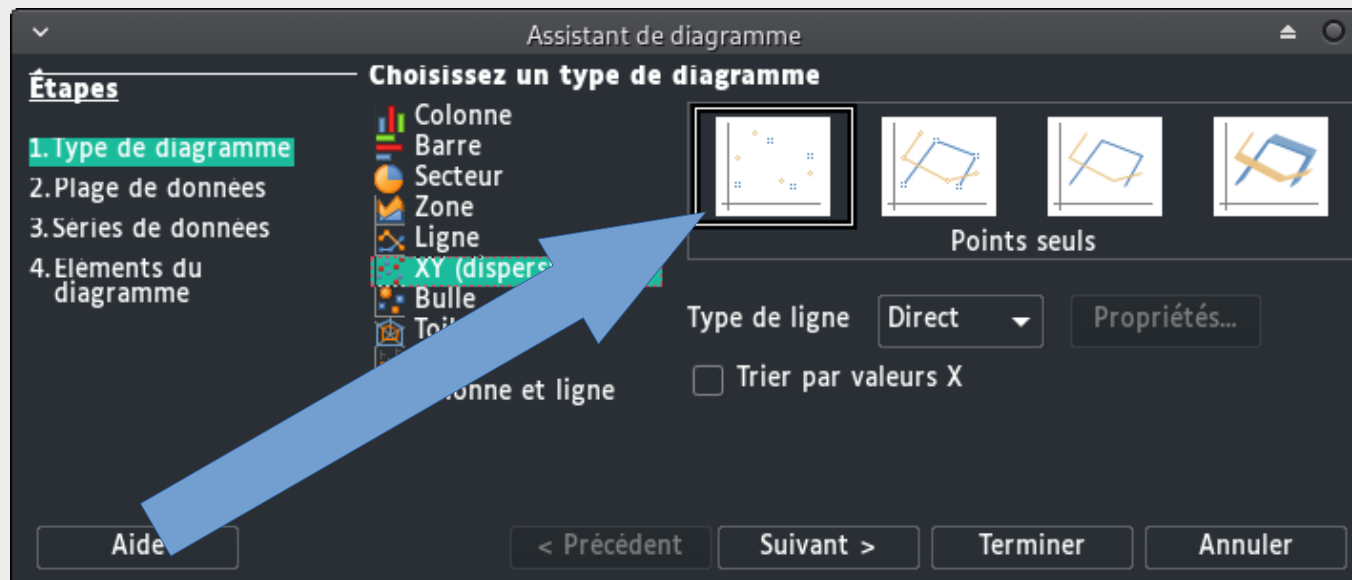 Assistant de diagramme
Étapes
1. Type de diagramme
2. Plage de données
3. Séries de données
4. Eléments du
diagramme
Choisissez un type de diagramme
Colonne
Barre
Secteur
Zone
Ligne
XY (dispers
Bulle
et ligne
Points seuls
Type de ligne Direct Propriétés...
Trier par valeurs X
Aide < Précédent Suivant > Terminer Annuler